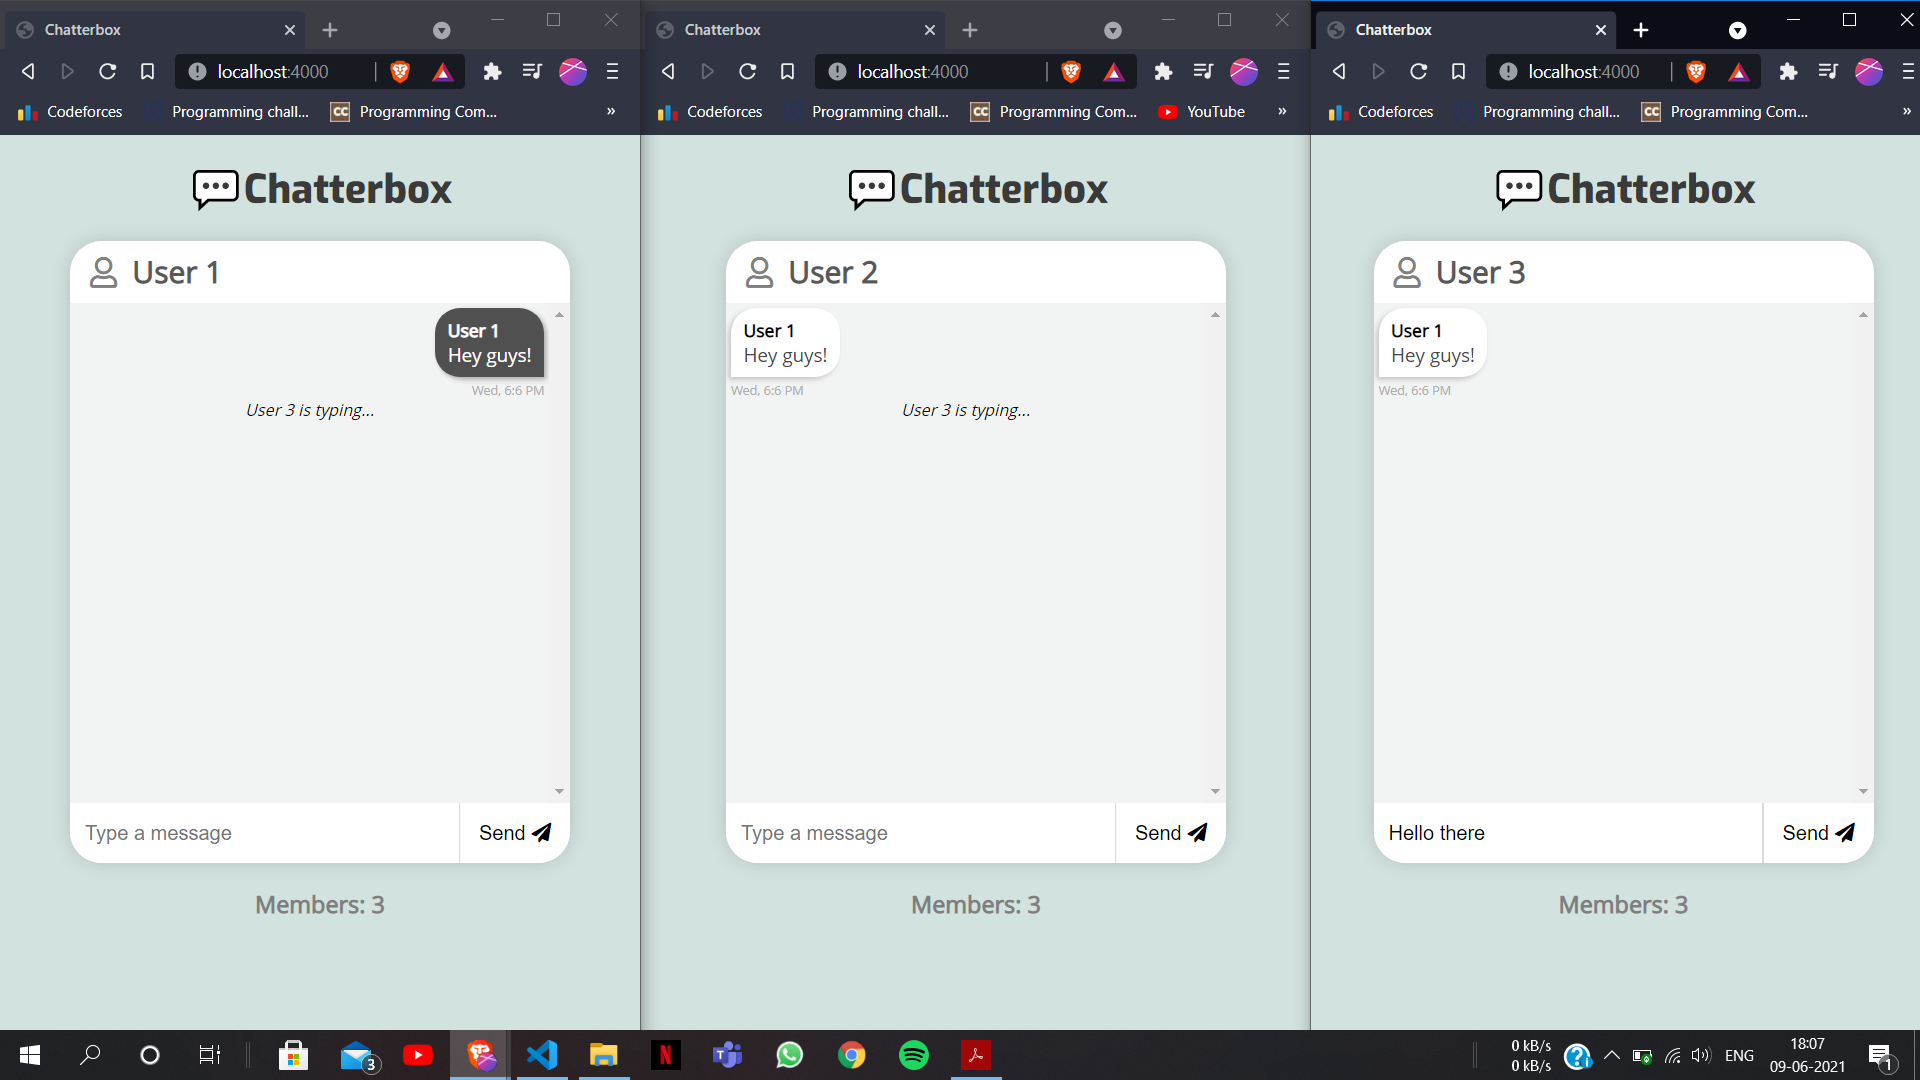 Chatterbox
localhost:4000
Codeforces
Programming chall...
CC
Programming Com...
»
Chatterbox
User 1
User 1
Hey guys!
Wed, 6:6 PM
User 3 is typing...
Type a message
Send
Members: 3
Chatterbox
localhost:4000
Codeforces
Programming chall...
CC
Programming Com...
YouTube
»
Chatterbox
User 2
User 1
Hey guys!
Wed, 6:6 PM
User 3 is typing...
Type a message
Send
Members: 3
Chatterbox
localhost:4000
Codeforces
Programming chall...
CC
Programming Com...
»
Chatterbox
User 3
User 1
Hey guys!
Wed, 6:6 PM
Hello there
Send
Members: 3
3
N
T
0 kB/s
0 kB/s
ENG
18:07
09-06-2021
1